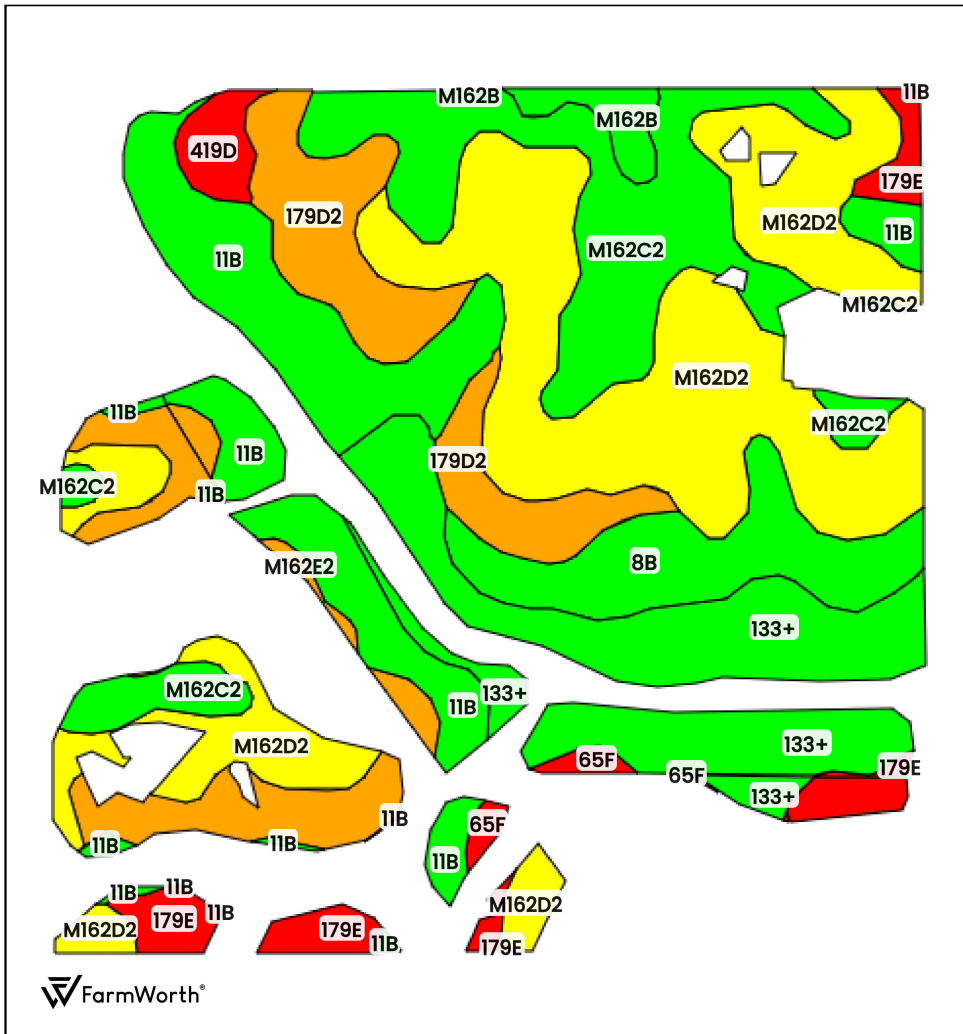 M162B
11B
M162B
419D
179E
179D2
M162D2
11B
M162C2
11B
M162C2
M162D2
11B
M162C2
11B
179D2
M162C2
11B
8B
M162E2
133+
M162C2
133+
11B
M162D2
133+
65F
179E
65F
133+
11B
65F
11B
11B
11B
11B
11B
M162D2
11B
179E
M162D2
179E
11B
179E
FarmWorth®